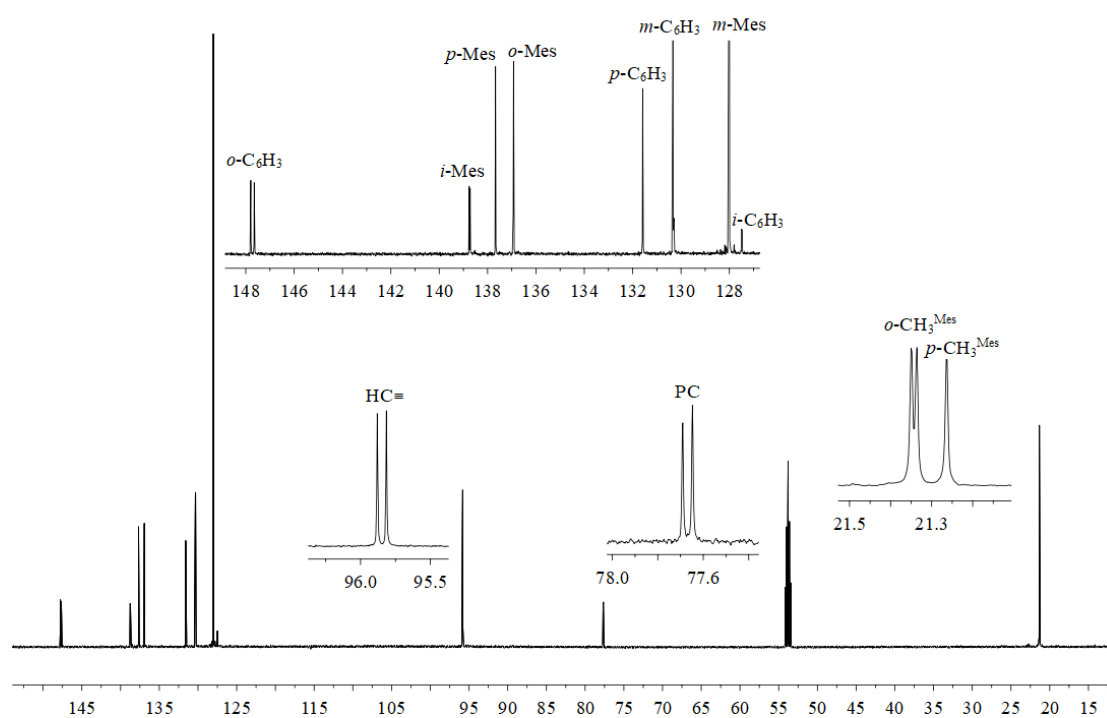 m-C₆H₃ m-Mes
p-Mes o-Mes
p-C₆H₃
o-C₆H₃
i-Mes
i-C₆H₃
148 146 144 142 140 138 136 134 132 130 128
o-CH₃ᴹᵉˢ
p-CH₃ᴹᵉˢ
HC≡ PC
21.5 21.3
96.0 95.5 78.0 77.6
145 135 125 115 105 95 90 85 80 75 70 65 60 55 50 45 40 35 30 25 20 15